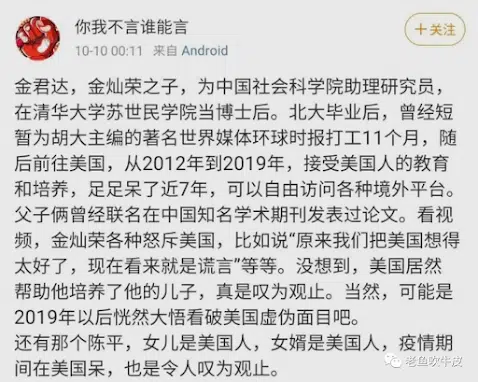 你我不言谁能言
10-10 00:11 来自 Android
+关注
金君达，金灿荣之子，为中国社会科学院助理研究员，
在清华大学苏世民学院当博士后。北大毕业后，曾经短
暂为胡大主编的著名世界媒体环球时报打工11个月，随
后前往美国，从2012年到2019年，接受美国人的教育
和培养，足足呆了近7年，可以自由访问各种境外平台。
父子俩曾经联名在中国知名学术期刊发表过论文。看视
频，金灿荣各种怒斥美国，比如说“原来我们把美国想得
太好了，现在看来就是谎言”等等。没想到，美国居然
帮助他培养了他的儿子，真是叹为观止。当然，可能是
2019年以后恍然大悟看破美国虚伪面目吧。
还有那个陈平，女儿是美国人，女婿是美国人，疫情期
间在美国呆，也是令人叹为观止。
老鱼吹牛皮